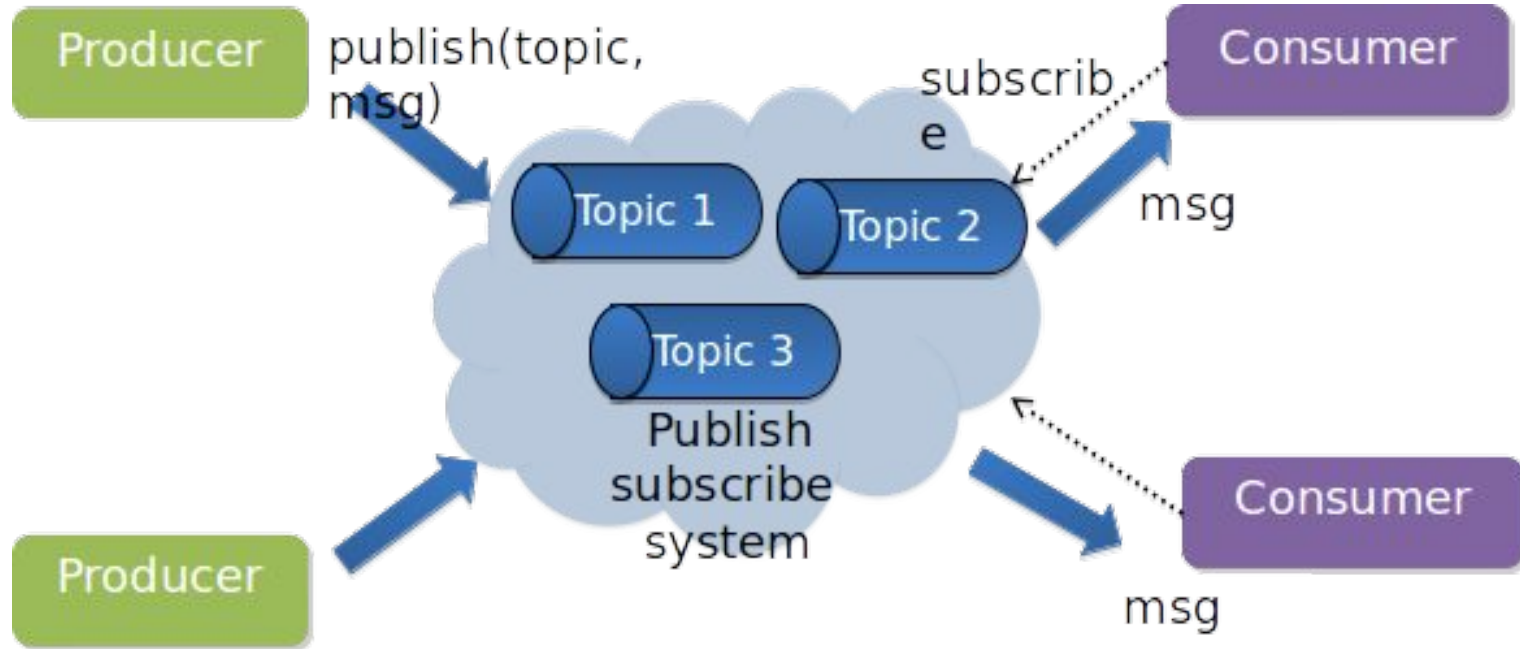 Producer
publish(topic,
msg)
Consumer
subscrib
e
Topic 1
Topic 2
msg
Topic 3
Publish
subscribe
system
Consumer
Producer
msg